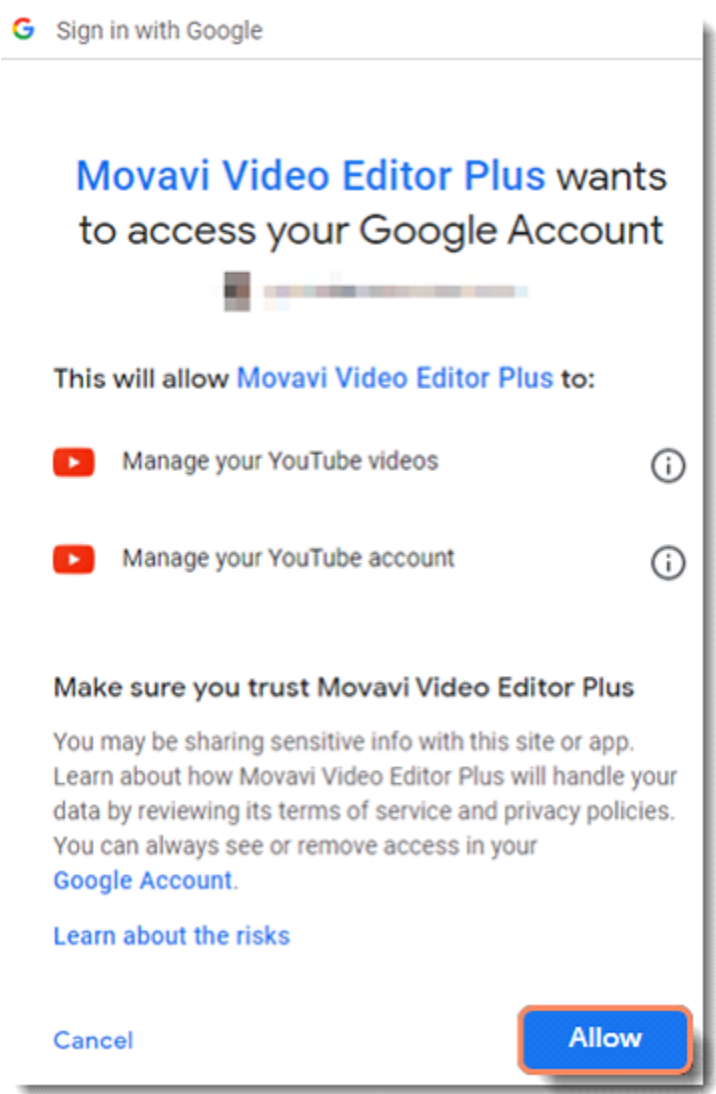 Sign in with Google
Movavi Video Editor Plus wants
to access your Google Account
This will allow Movavi Video Editor Plus to:
Manage your YouTube videos
Manage your YouTube account
Make sure you trust Movavi Video Editor Plus
You may be sharing sensitive info with this site or app.
Learn about how Movavi Video Editor Plus will handle your
data by reviewing its terms of service and privacy policies.
You can always see or remove access in your
Google Account.
Learn about the risks
Cancel
Allow